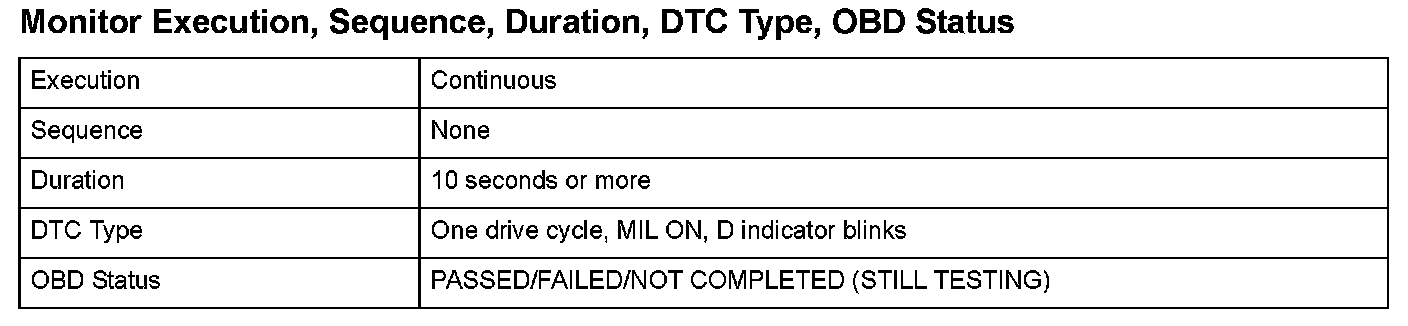 Monitor Execution, Sequence, Duration, DTC Type, OBD Status
Execution Continuous
Sequence None
Duration 10 seconds or more
DTC Type One drive cycle, MIL ON, D indicator blinks
OBD Status PASSED/FAILED/NOT COMPLETED (STILL TESTING)